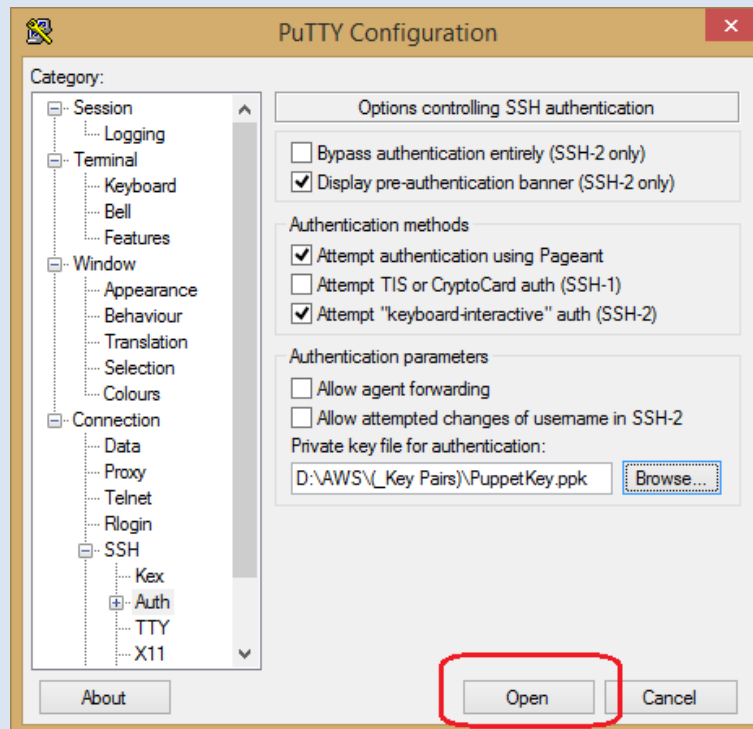 PuTTY Configuration
Category:
Session
Logging
Terminal
Keyboard
Bell
Features
Window
Appearance
Behaviour
Translation
Selection
Colours
Connection
Data
Proxy
Telnet
Rlogin
SSH
Kex
Auth
TTY
X11
Options controlling SSH authentication
Bypass authentication entirely (SSH-2 only)
Display pre-authentication banner (SSH-2 only)
Authentication methods
Attempt authentication using Pageant
Attempt TIS or CryptoCard auth (SSH-1)
Attempt "keyboard-interactive" auth (SSH-2)
Authentication parameters
Allow agent forwarding
Allow attempted changes of username in SSH-2
Private key file for authentication:
D:\AWS\(_Key Pairs)\PuppetKey.ppk Browse...
About Open Cancel